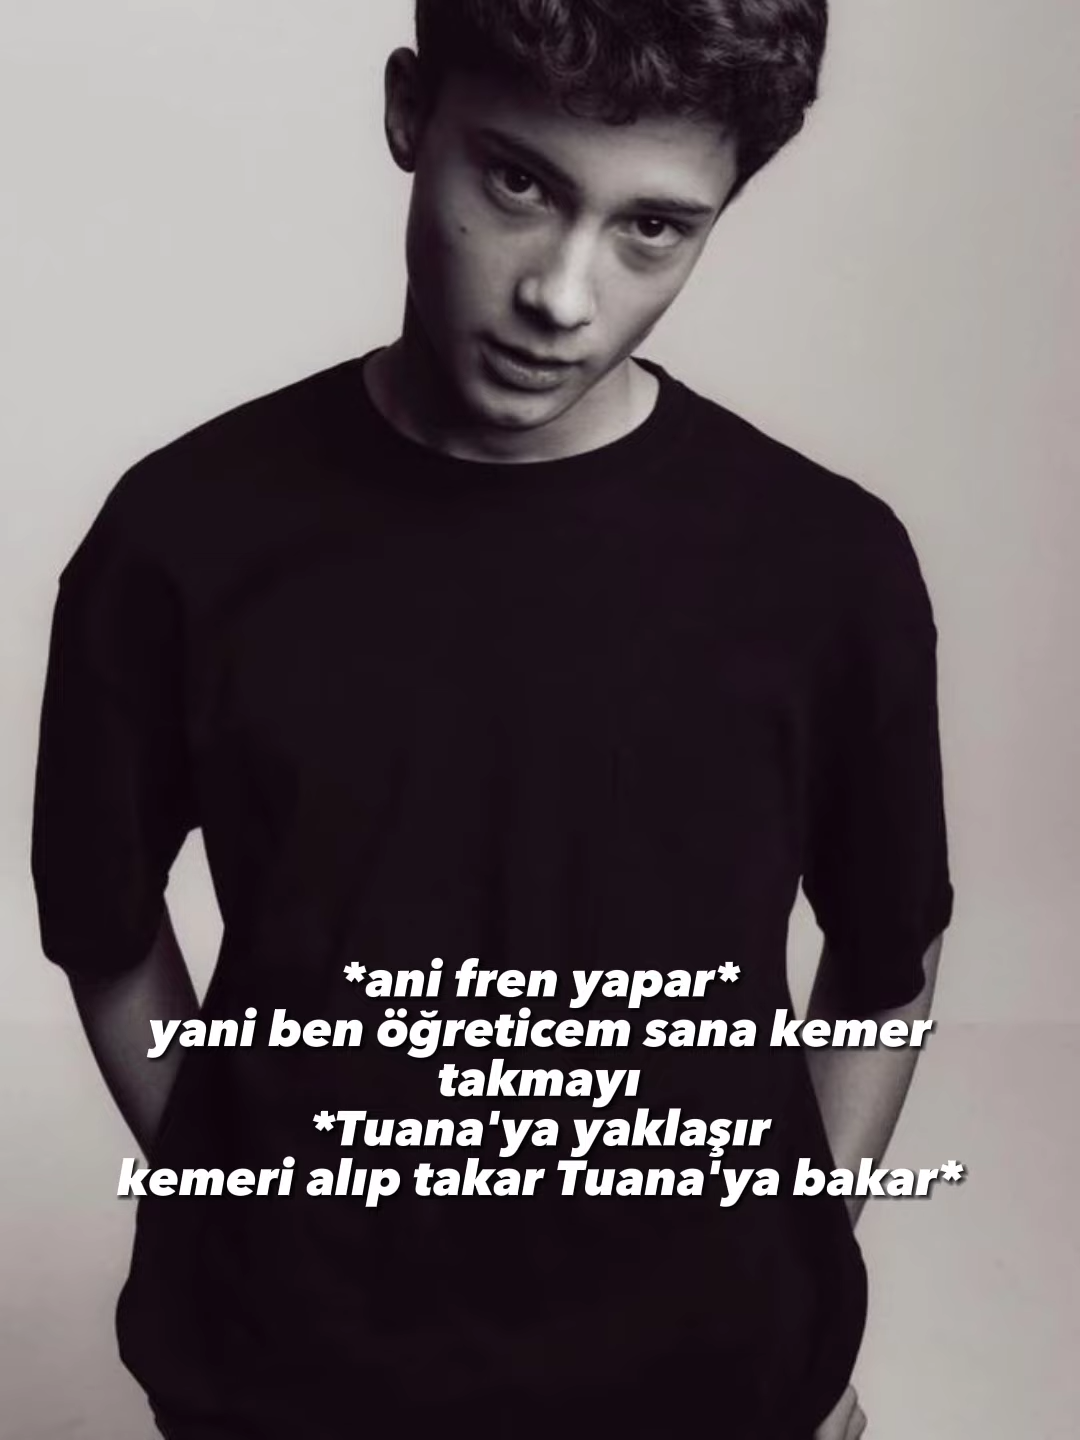 *ani fren yapar*
yani ben öğreticem sana kemer
takmayı
*Tuana'ya yaklaşır
kemeri alıp takar Tuana'ya bakar*